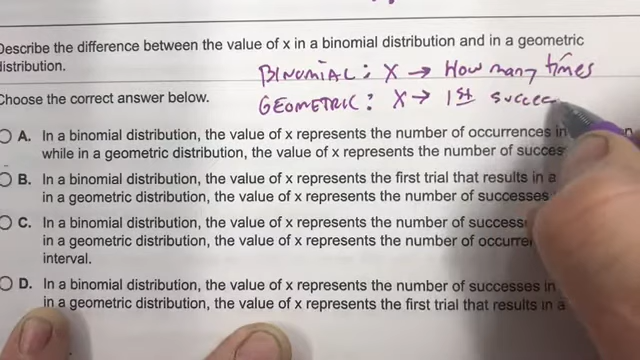 Describe the difference between the value of x in a binomial distribution and in a geometric
distribution.
BINOMIAL: X → How many times
Choose the correct answer below.
GEOMETRIC: X → 1st succes
A. In a binomial distribution, the value of x represents the number of occurrences in
while in a geometric distribution, the value of x represents the number of
B. In a binomial distribution, the value of x represents the first trial that results in a
in a geometric distribution, the value of x represents the number of successes
C. In a binomial distribution, the value of x represents the number of
in a geometric distribution, the value of x represents the number of
interval.
D. In a binomial distribution, the value of x represents the number of successes in
in a geometric distribution, the value of x represents the first trial that results in a